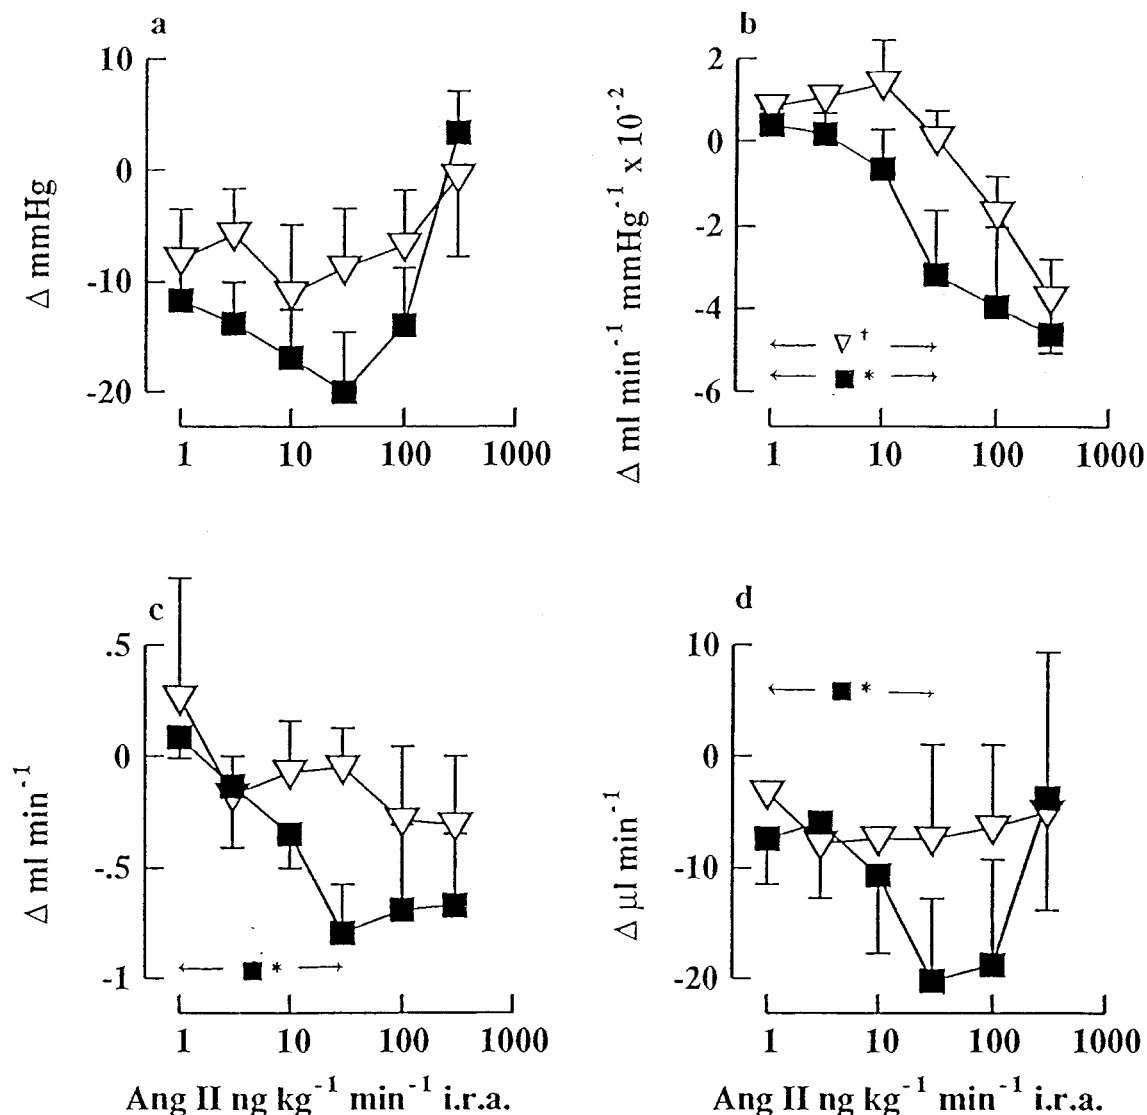 a
10
0
-10
-20
Δ mmHg
1 10 100 1000
b
2
0
-2
-4
-6
Δ ml min⁻¹ mmHg⁻¹ x 10⁻²
▽ †
■ *
1 10 100 1000
c
.5
0
-.5
-1
Δ ml min⁻¹
■ *
1 10 100 1000
Ang II ng kg⁻¹ min⁻¹ i.r.a.
d
10
0
-10
-20
Δ µl min⁻¹
■ *
1 10 100 1000
Ang II ng kg⁻¹ min⁻¹ i.r.a.